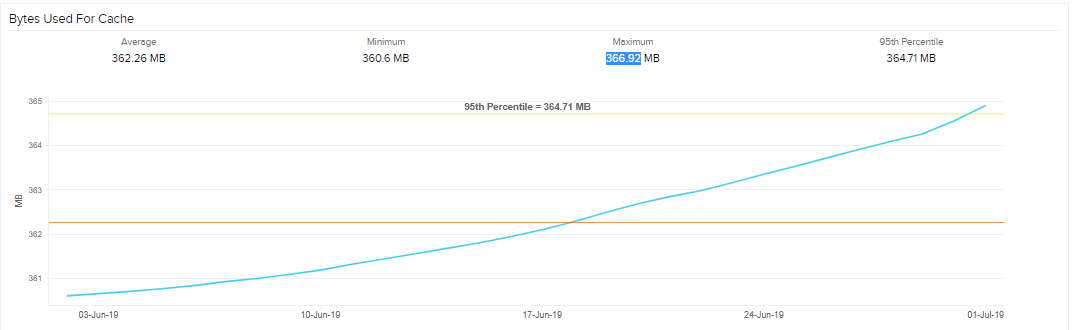 Bytes Used For Cache
Average Minimum Maximum 95th Percentile
362.26 MB 360.6 MB 366.92 MB 364.71 MB
95th Percentile = 364.71 MB
365
364
363
362
361
MB
03-Jun-19 10-Jun-19 17-Jun-19 24-Jun-19 01-Jul-19